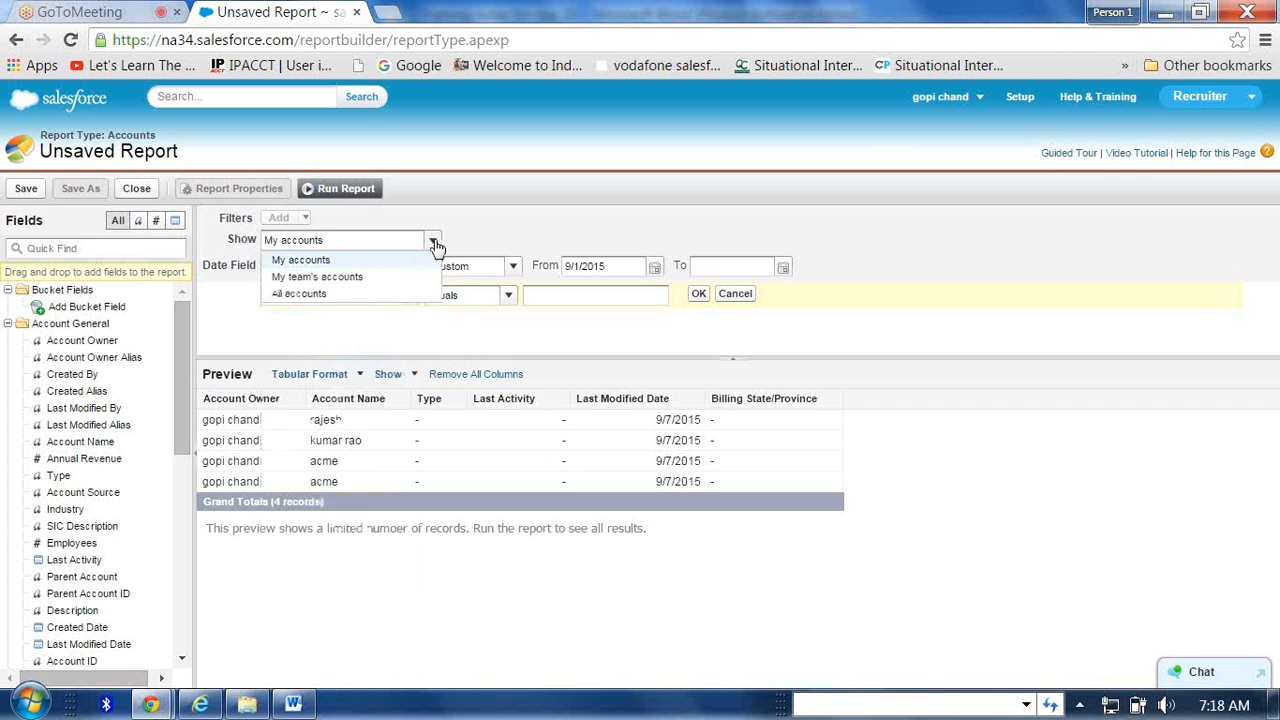 GoToMeeting
Unsaved Report ~ sa
Person 1
https://na34.salesforce.com/reportbuilder/reportType.apexp
Apps
Let's Learn The ...
IP IPACCT | User i...
Google
Welcome to Ind...
vodafone salesf...
Situational Inter...
CP Situational Inter...
»
Other bookmarks
salesforce
Search...
Search
gopi chand
Setup
Help & Training
Recruiter
Report Type: Accounts
Unsaved Report
Guided Tour | Video Tutorial | Help for this Page
Save
Save As
Close
Report Properties
Run Report
Fields
All
a
#
Quick Find
Drag and drop to add fields to the report.
Bucket Fields
Add Bucket Field
Account General
a Account Owner
a Account Owner Alias
a Created By
a Created Alias
a Last Modified By
a Last Modified Alias
a Account Name
# Annual Revenue
a Type
a Account Source
a Industry
a SIC Description
# Employees
Last Activity
a Parent Account
a Parent Account ID
a Description
Created Date
Last Modified Date
a Account ID
Filters
Add
Show
My accounts
My accounts
My team's accounts
All accounts
Date Field
ustom
From
9/1/2015
To
uals
OK
Cancel
Preview
Tabular Format
Show
Remove All Columns
Account Owner Account Name Type Last Activity Last Modified Date Billing State/Province
gopi chand rajesh - - 9/7/2015 -
gopi chand kumar rao - - 9/7/2015 -
gopi chand acme - - 9/7/2015 -
gopi chand acme - - 9/7/2015 -
Grand Totals (4 records)
This preview shows a limited number of records. Run the report to see all results.
Chat
7:18 AM